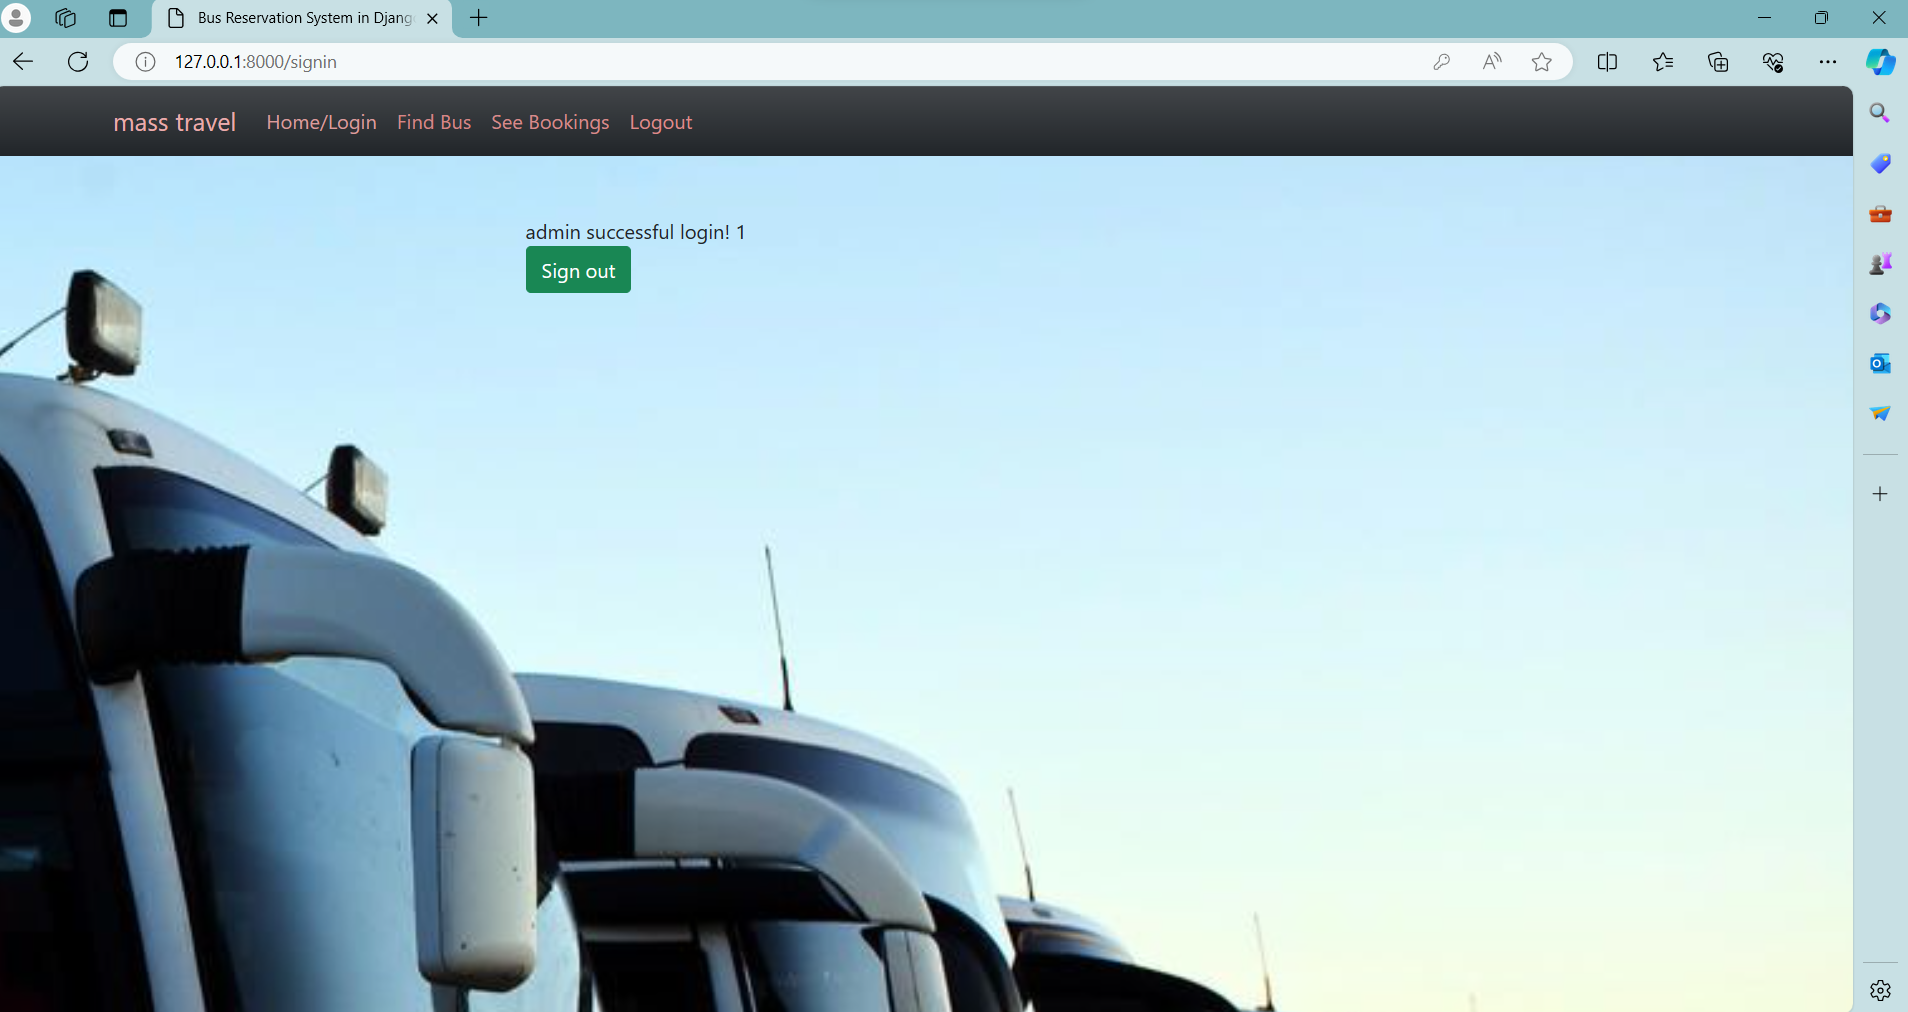 Bus Reservation System in Djang
127.0.0.1:8000/signin
mass travel Home/Login Find Bus See Bookings Logout
admin successful login! 1
Sign out